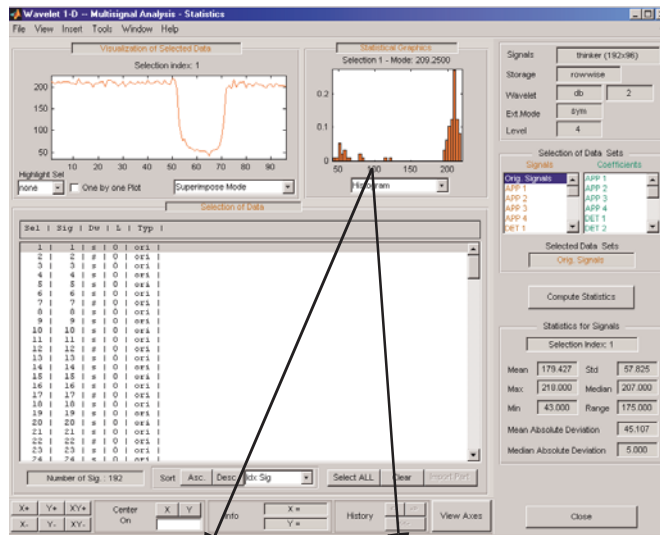 Wavelet 1-D -- Multisignal Analysis - Statistics
File View Insert Tools Window Help
Visualization of Selected Data
Selection index: 1
200
150
100
50
10 20 30 40 50 60 70 80 90
Highlight Sel
none
One by one Plot
Superimpose Mode
Statistical Graphics
Selection 1 - Mode: 209.2500
0.2
0.1
0
50 100 150 200
Histogram
Selection of Data
Sel | Sig | Dw | L | Typ |
1 | 1 | s | 0 | ori |
2 | 2 | s | 0 | ori |
3 | 3 | s | 0 | ori |
4 | 4 | s | 0 | ori |
5 | 5 | s | 0 | ori |
6 | 6 | s | 0 | ori |
7 | 7 | s | 0 | ori |
8 | 8 | s | 0 | ori |
9 | 9 | s | 0 | ori |
10 | 10 | s | 0 | ori |
11 | 11 | s | 0 | ori |
12 | 12 | s | 0 | ori |
13 | 13 | s | 0 | ori |
14 | 14 | s | 0 | ori |
15 | 15 | s | 0 | ori |
16 | 16 | s | 0 | ori |
17 | 17 | s | 0 | ori |
18 | 18 | s | 0 | ori |
19 | 19 | s | 0 | ori |
20 | 20 | s | 0 | ori |
21 | 21 | s | 0 | ori |
22 | 22 | s | 0 | ori |
23 | 23 | s | 0 | ori |
24 | 24 | s | 0 | ori |
Number of Sig. : 192
Sort Asc. Desc. Idx Sig
Select ALL Clear Import Part
Signals thinker (192x96)
Storage rowwise
Wavelet db 2
Ext.Mode sym
Level 4
Selection of Data Sets
Signals Coefficients
Orig. Signals APP 1
APP 1 APP 2
APP 2 APP 3
APP 3 APP 4
APP 4 DET 1
DET 1 DET 2
Selected Data Sets
Orig. Signals
Compute Statistics
Statistics for Signals
Selection Index: 1
Mean 179.427 Std 57.825
Max 218.000 Median 207.000
Min 43.000 Range 175.000
Mean Absolute Deviation 45.107
Median Absolute Deviation 5.000
X+ Y+ XY+
X- Y- XY-
Center On X Y
Info X =
Y =
History
View Axes
Close